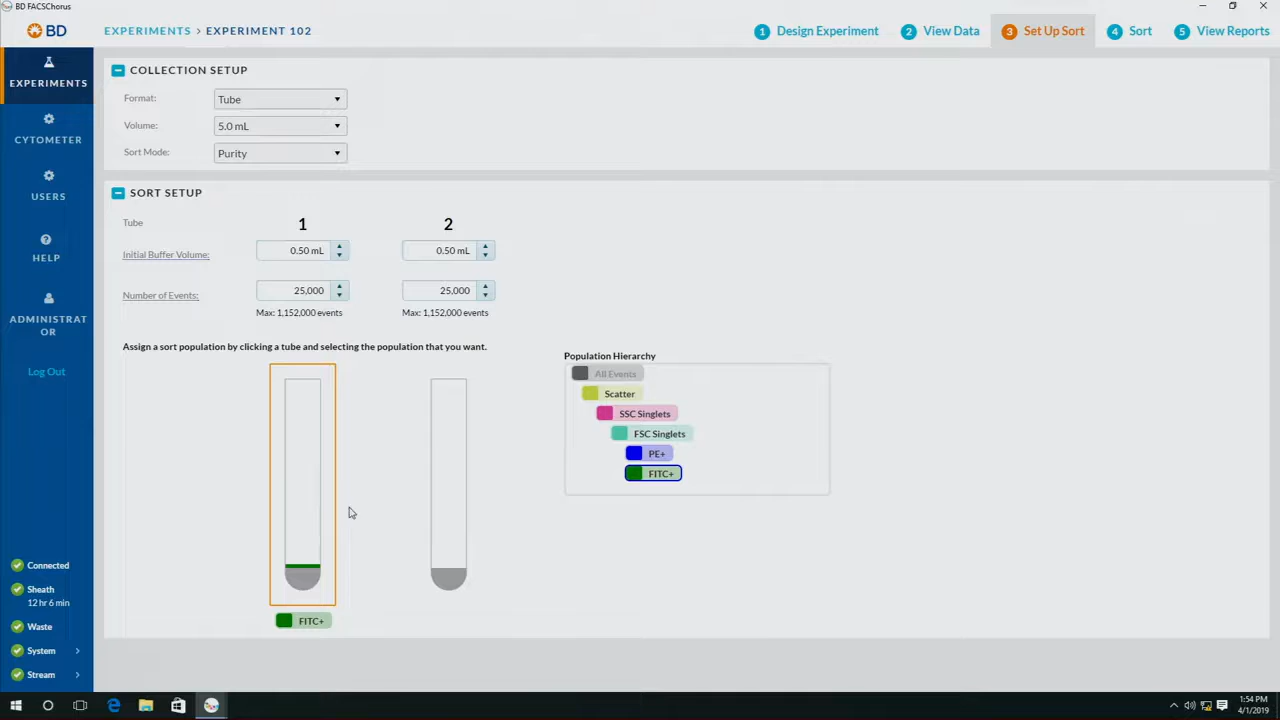 BD FACSChorus
BD
EXPERIMENTS > EXPERIMENT 102
1 Design Experiment
2 View Data
3 Set Up Sort
4 Sort
5 View Reports
EXPERIMENTS
CYTOMETER
USERS
HELP
ADMINISTRAT
OR
Log Out
COLLECTION SETUP
Format: Tube
Volume: 5.0 mL
Sort Mode: Purity
SORT SETUP
Tube 1 2
Initial Buffer Volume: 0.50 mL 0.50 mL
Number of Events: 25,000 25,000
Max: 1,152,000 events Max: 1,152,000 events
Assign a sort population by clicking a tube and selecting the population that you want.
FITC+
Population Hierarchy
All Events
Scatter
SSC Singlets
FSC Singlets
PE+
FITC+
Connected
Sheath
12 hr 6 min
Waste
System
Stream
1:54 PM
4/1/2019